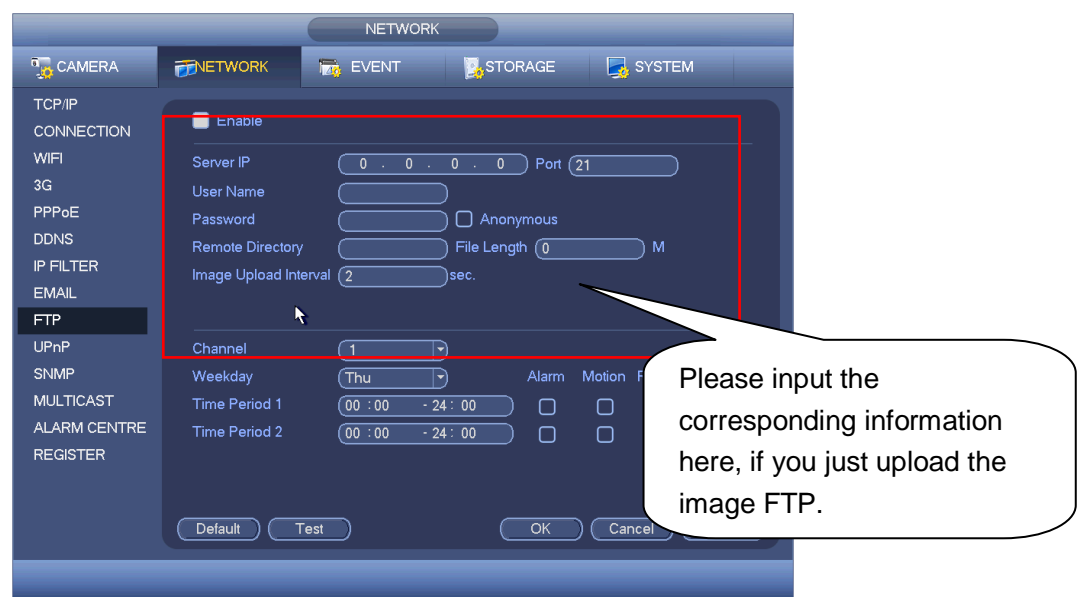 NETWORK
CAMERA NETWORK EVENT STORAGE SYSTEM
TCP/IP
CONNECTION
WIFI
3G
PPPoE
DDNS
IP FILTER
EMAIL
FTP
UPnP
SNMP
MULTICAST
ALARM CENTRE
REGISTER
Enable
Server IP 0 . 0 . 0 . 0 Port 21
User Name
Password Anonymous
Remote Directory File Length 0 M
Image Upload Interval 2 sec.
Channel 1
Weekday Thu Alarm Motion
Time Period 1 00 :00 - 24 : 00
Time Period 2 00 :00 - 24 : 00
Default Test OK Cancel
Please input the
corresponding information
here, if you just upload the
image FTP.